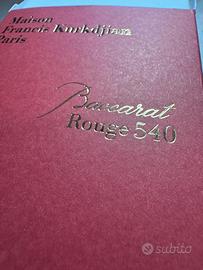 Maison
Francis Kurkdjian
Paris
Baccarat
Rouge 540
subito